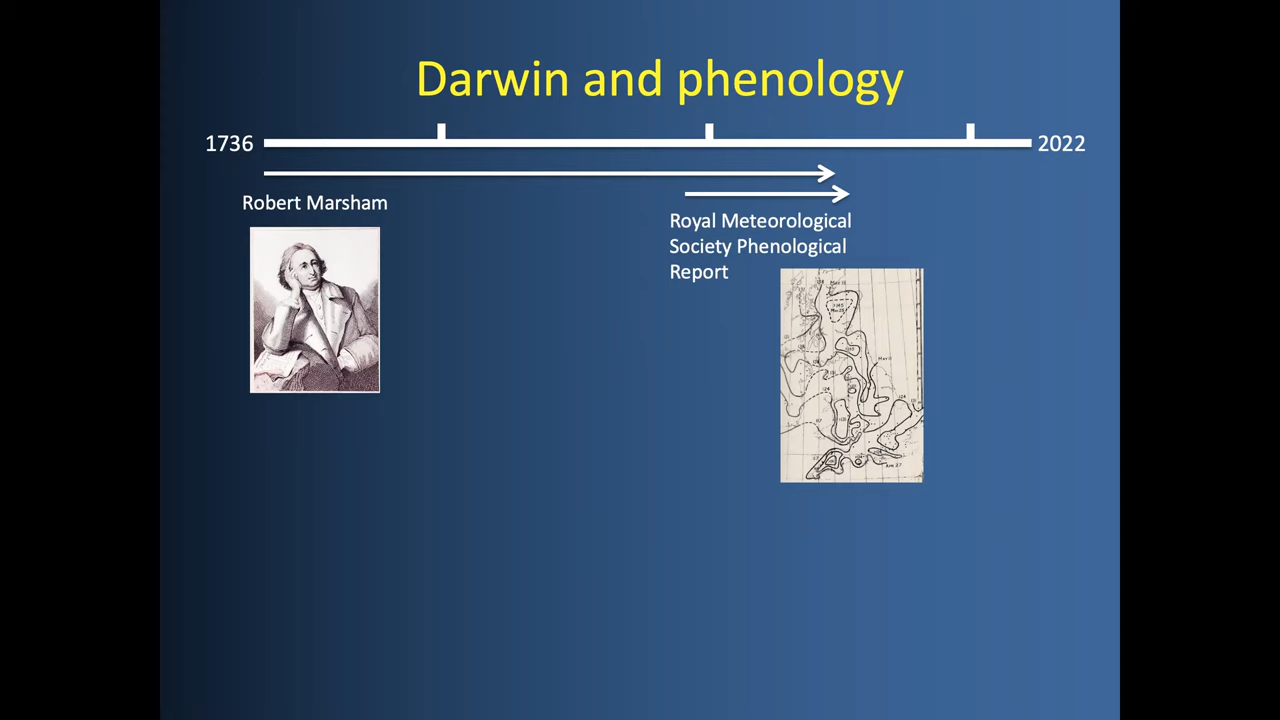 Darwin and phenology
1736
2022
Robert Marsham
Royal Meteorological
Society Phenological
Report